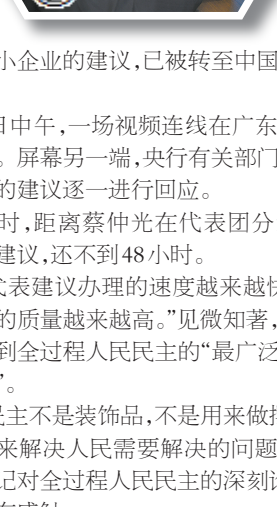 小企业的建议,已被转至中国
日中午,一场视频连线在广东
。屏幕另一端,央行有关部门
的建议逐一进行回应。
时,距离蔡仲光在代表团分
建议,还不到48小时。
代表建议办理的速度越来越快
的质量越来越高。”见微知著,
到全过程人民民主的“最广泛
”。
民主不是装饰品,不是用来做摆
来解决人民需要解决的问题
记对全过程人民民主的深刻